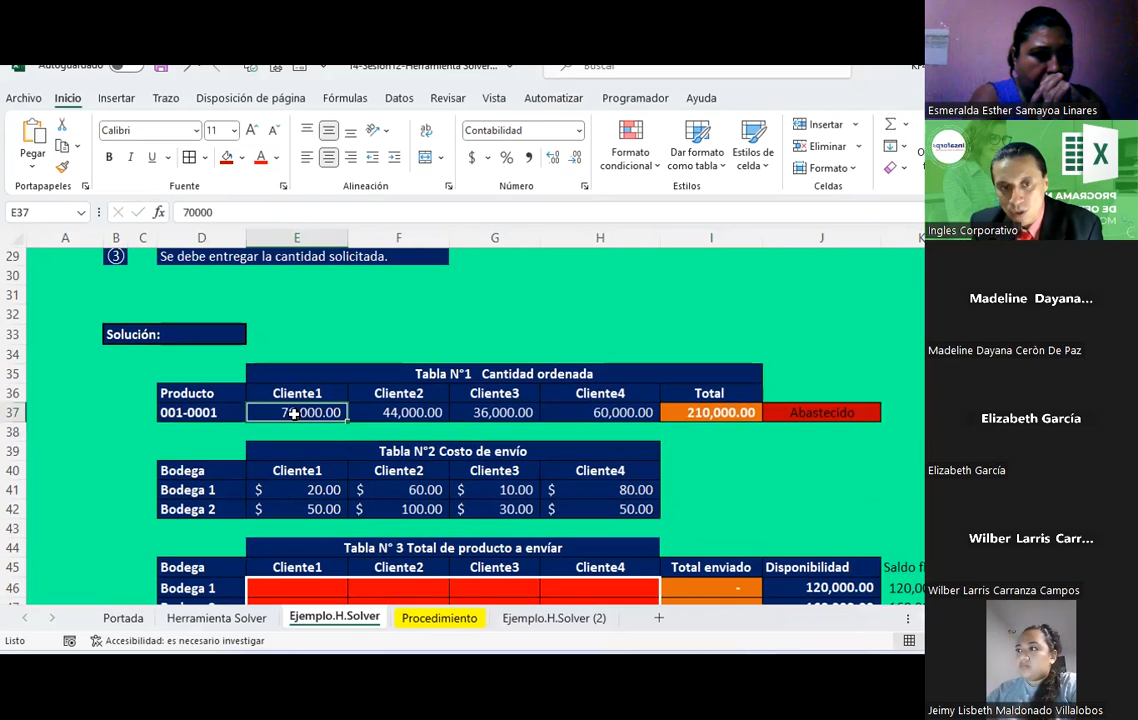 Autoguardado
14-Sesion12-Herramienta Solver...
Buscar
Archivo Inicio Insertar Trazo Disposición de página Fórmulas Datos Revisar Vista Automatizar Programador Ayuda
Pegar
Calibri 11
N K S
Contabilidad
$ % 000
Formato condicional
Dar formato como tabla
Estilos de celda
Insertar
Eliminar
Formato
Portapapeles Fuente Alineación Número Estilos Celdas
E37 fx 70000
A B C D E F G H I J K
29 3 Se debe entregar la cantidad solicitada.
30
31
32
33 Solución:
34
35 Tabla N°1 Cantidad ordenada
36 Producto Cliente1 Cliente2 Cliente3 Cliente4 Total
37 001-0001 70,000.00 44,000.00 36,000.00 60,000.00 210,000.00 Abastecido
38
39 Tabla N°2 Costo de envío
40 Bodega Cliente1 Cliente2 Cliente3 Cliente4
41 Bodega 1 $ 20.00 $ 60.00 $ 10.00 $ 80.00
42 Bodega 2 $ 50.00 $ 100.00 $ 30.00 $ 50.00
43
44 Tabla N° 3 Total de producto a envíar
45 Bodega Cliente1 Cliente2 Cliente3 Cliente4 Total enviado Disponibilidad Saldo f
46 Bodega 1 - 120,000.00 120,0
Portada Herramienta Solver Ejemplo.H.Solver Procedimiento Ejemplo.H.Solver (2)
Listo Accesibilidad: es necesario investigar
Esmeralda Esther Samayoa Linares
Ingles Corporativo
Madeline Dayana...
Madeline Dayana Ceròn De Paz
Elizabeth García
Elizabeth García
Wilber Larris Carr...
Wilber Larris Carranza Campos
Jeimy Lisbeth Maldonado Villalobos